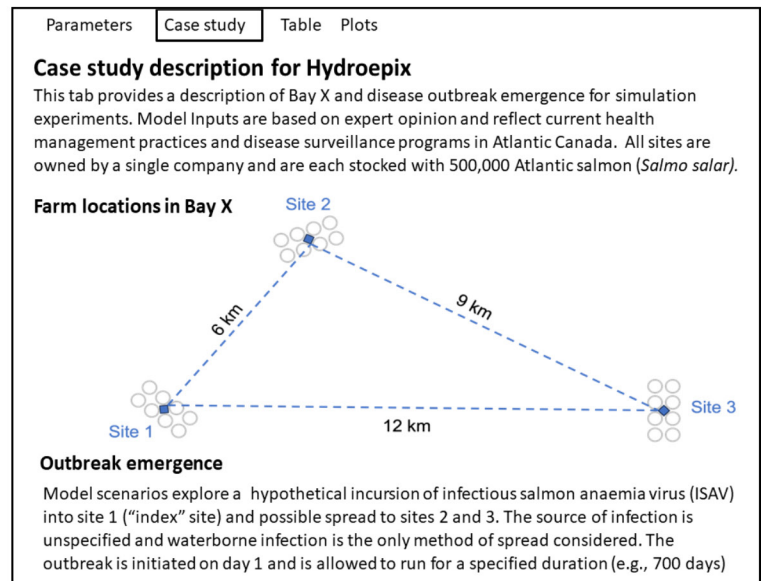 Parameters Case study Table Plots
Case study description for Hydroepix
This tab provides a description of Bay X and disease outbreak emergence for simulation
experiments. Model Inputs are based on expert opinion and reflect current health
management practices and disease surveillance programs in Atlantic Canada. All sites are
owned by a single company and are each stocked with 500,000 Atlantic salmon (Salmo salar).
Farm locations in Bay X
Site 2
6 km
9 km
Site 3
Site 1
12 km
Outbreak emergence
Model scenarios explore a hypothetical incursion of infectious salmon anaemia virus (ISAV)
into site 1 (“index” site) and possible spread to sites 2 and 3. The source of infection is
unspecified and waterborne infection is the only method of spread considered. The
outbreak is initiated on day 1 and is allowed to run for a specified duration (e.g., 700 days)